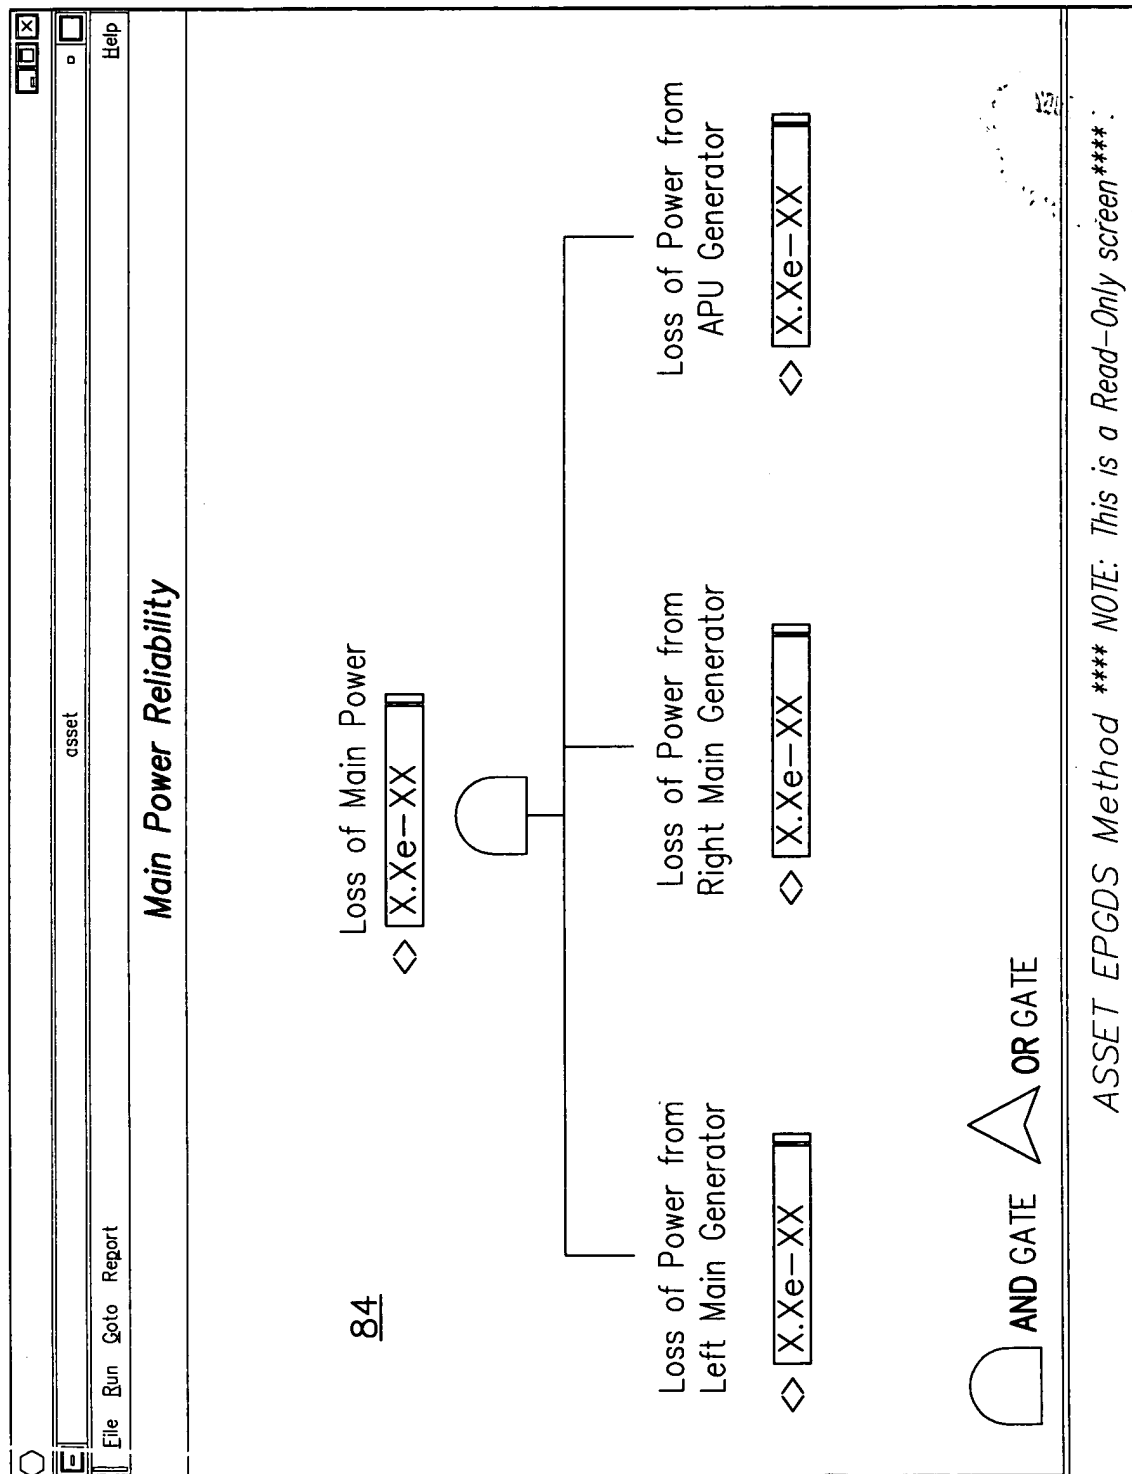 asset
File Run Goto Report Help
Main Power Reliability
84
Loss of Main Power
X.Xe-XX
Loss of Power from
Left Main Generator
X.Xe-XX
Loss of Power from
Right Main Generator
X.Xe-XX
Loss of Power from
APU Generator
X.Xe-XX
AND GATE OR GATE
ASSET EPGDS Method **** NOTE: This is a Read-Only screen****